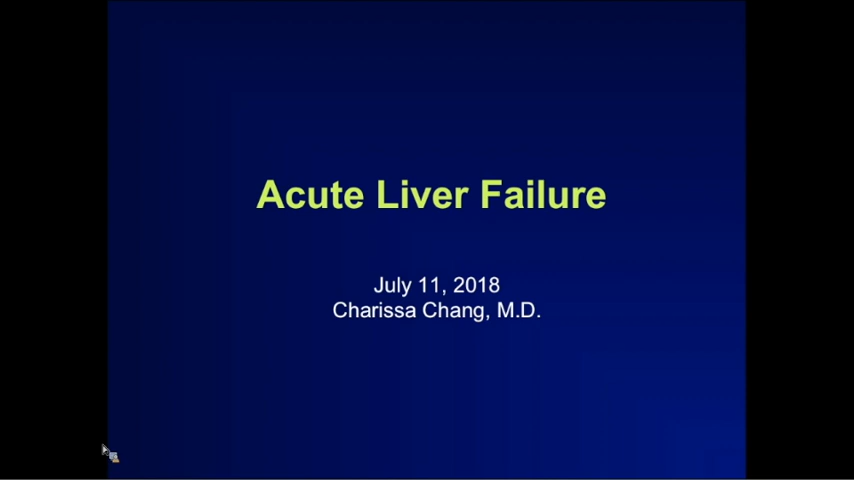 Acute Liver Failure
July 11, 2018
Charissa Chang, M.D.